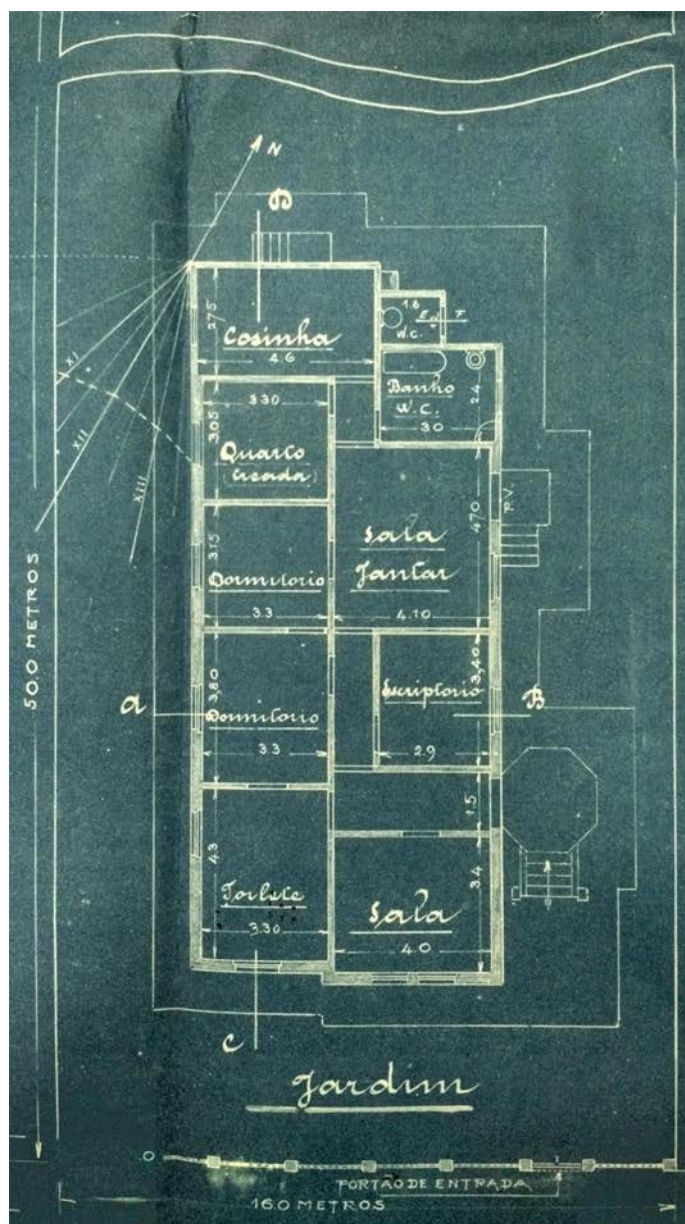 N
D
Cosinha
4.6
2.75
1.6
W.C.
E
F
Banho
W.C.
3.0
2.4
3.30
3.05
Quarto
(creada)
XI
XII
XIII
Sala
Jantar
4.10
4.70
P.V.
3.15
Dormitorio
3.3
3,80
Dormitorio
3.3
a
B
Escriptorio
2.9
3,40
1.5
4.3
Toilete
3.30
Sala
4.0
3.4
C
50.0 METROS
Jardim
O
PORTÃO DE ENTRADA
16.0 METROS